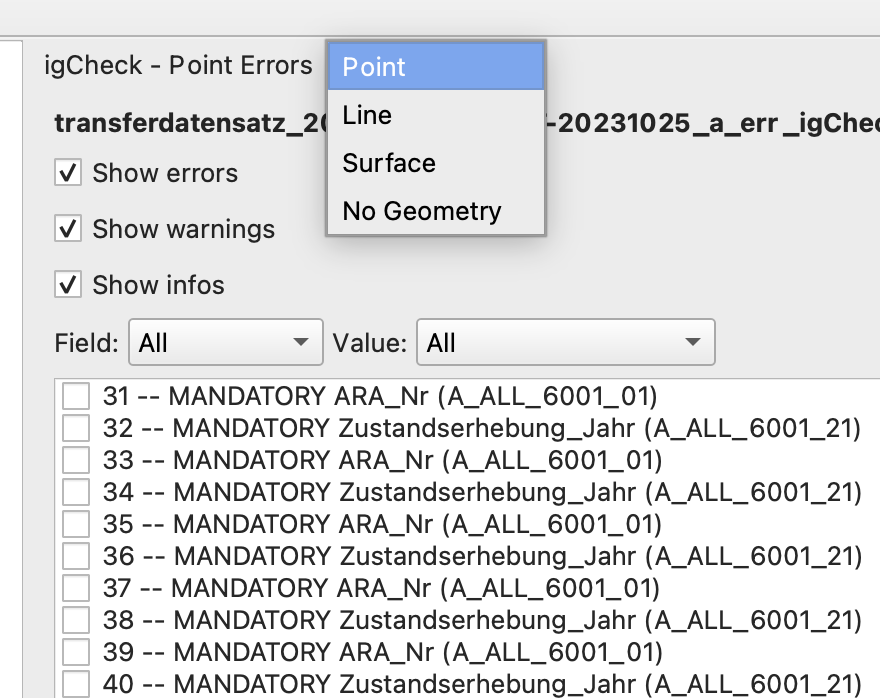 igCheck - Point Errors Point
Line
transferdatensatz_ -20231025_a_err_igChec
Surface
Show errors
No Geometry
Show warnings
Show infos
Field: All Value: All
31 -- MANDATORY ARA_Nr (A_ALL_6001_01)
32 -- MANDATORY Zustandserhebung_Jahr (A_ALL_6001_21)
33 -- MANDATORY ARA_Nr (A_ALL_6001_01)
34 -- MANDATORY Zustandserhebung_Jahr (A_ALL_6001_21)
35 -- MANDATORY ARA_Nr (A_ALL_6001_01)
36 -- MANDATORY Zustandserhebung_Jahr (A_ALL_6001_21)
37 -- MANDATORY ARA_Nr (A_ALL_6001_01)
38 -- MANDATORY Zustandserhebung_Jahr (A_ALL_6001_21)
39 -- MANDATORY ARA_Nr (A_ALL_6001_01)
40 -- MANDATORY Zustandserhebung_Jahr (A_ALL_6001_21)